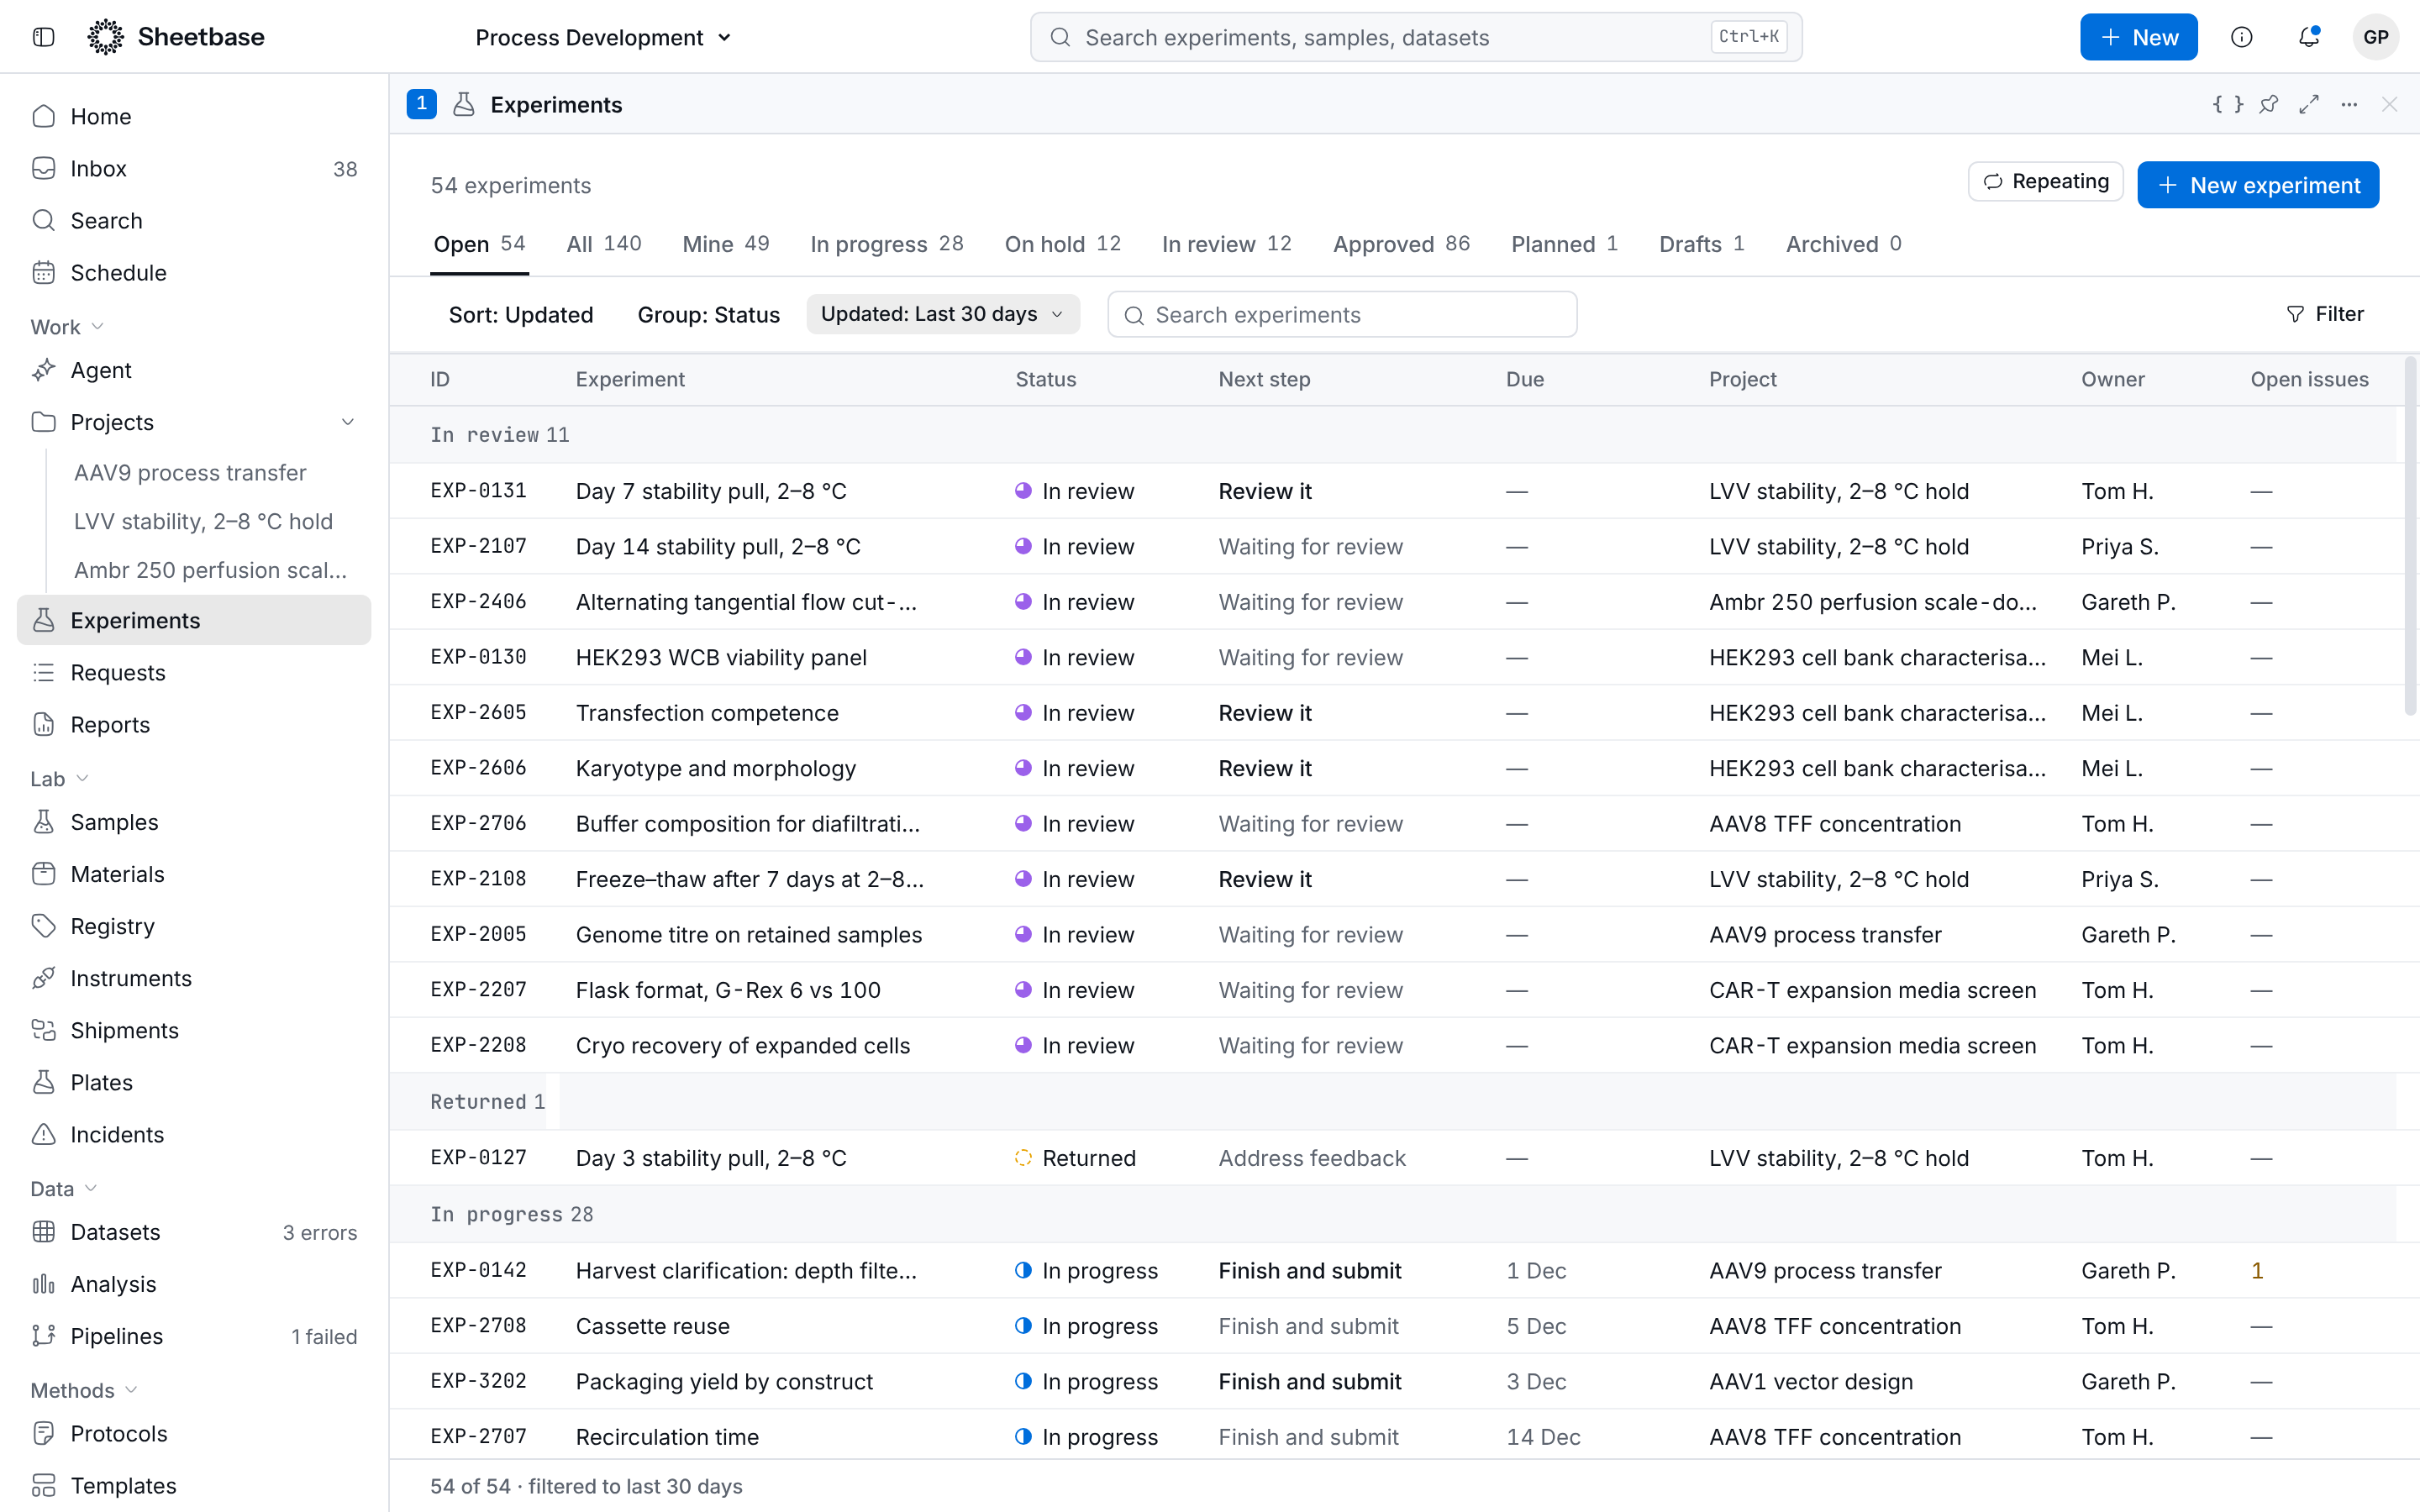 Sheetbase
Process Development
Search experiments, samples, datasets
Ctrl+K
New
GP
Home
Inbox 38
Search
Schedule
Work
Agent
Projects
AAV9 process transfer
LVV stability, 2–8 °C hold
Ambr 250 perfusion scal...
Experiments
Requests
Reports
Lab
Samples
Materials
Registry
Instruments
Shipments
Plates
Incidents
Data
Datasets 3 errors
Analysis
Pipelines 1 failed
Methods
Protocols
Templates
1 Experiments
54 experiments
Repeating
New experiment
Open 54 All 140 Mine 49 In progress 28 On hold 12 In review 12 Approved 86 Planned 1 Drafts 1 Archived 0
Sort: Updated Group: Status Updated: Last 30 days Search experiments Filter
ID Experiment Status Next step Due Project Owner Open issues
In review 11
EXP-0131 Day 7 stability pull, 2–8 °C In review Review it — LVV stability, 2–8 °C hold Tom H. —
EXP-2107 Day 14 stability pull, 2–8 °C In review Waiting for review — LVV stability, 2–8 °C hold Priya S. —
EXP-2406 Alternating tangential flow cut-... In review Waiting for review — Ambr 250 perfusion scale-do... Gareth P. —
EXP-0130 HEK293 WCB viability panel In review Waiting for review — HEK293 cell bank characterisa... Mei L. —
EXP-2605 Transfection competence In review Review it — HEK293 cell bank characterisa... Mei L. —
EXP-2606 Karyotype and morphology In review Review it — HEK293 cell bank characterisa... Mei L. —
EXP-2706 Buffer composition for diafiltrati... In review Waiting for review — AAV8 TFF concentration Tom H. —
EXP-2108 Freeze–thaw after 7 days at 2–8... In review Review it — LVV stability, 2–8 °C hold Priya S. —
EXP-2005 Genome titre on retained samples In review Waiting for review — AAV9 process transfer Gareth P. —
EXP-2207 Flask format, G-Rex 6 vs 100 In review Waiting for review — CAR-T expansion media screen Tom H. —
EXP-2208 Cryo recovery of expanded cells In review Waiting for review — CAR-T expansion media screen Tom H. —
Returned 1
EXP-0127 Day 3 stability pull, 2–8 °C Returned Address feedback — LVV stability, 2–8 °C hold Tom H. —
In progress 28
EXP-0142 Harvest clarification: depth filte... In progress Finish and submit 1 Dec AAV9 process transfer Gareth P. 1
EXP-2708 Cassette reuse In progress Finish and submit 5 Dec AAV8 TFF concentration Tom H. —
EXP-3202 Packaging yield by construct In progress Finish and submit 3 Dec AAV1 vector design Gareth P. —
EXP-2707 Recirculation time In progress Finish and submit 14 Dec AAV8 TFF concentration Tom H. —
54 of 54 · filtered to last 30 days